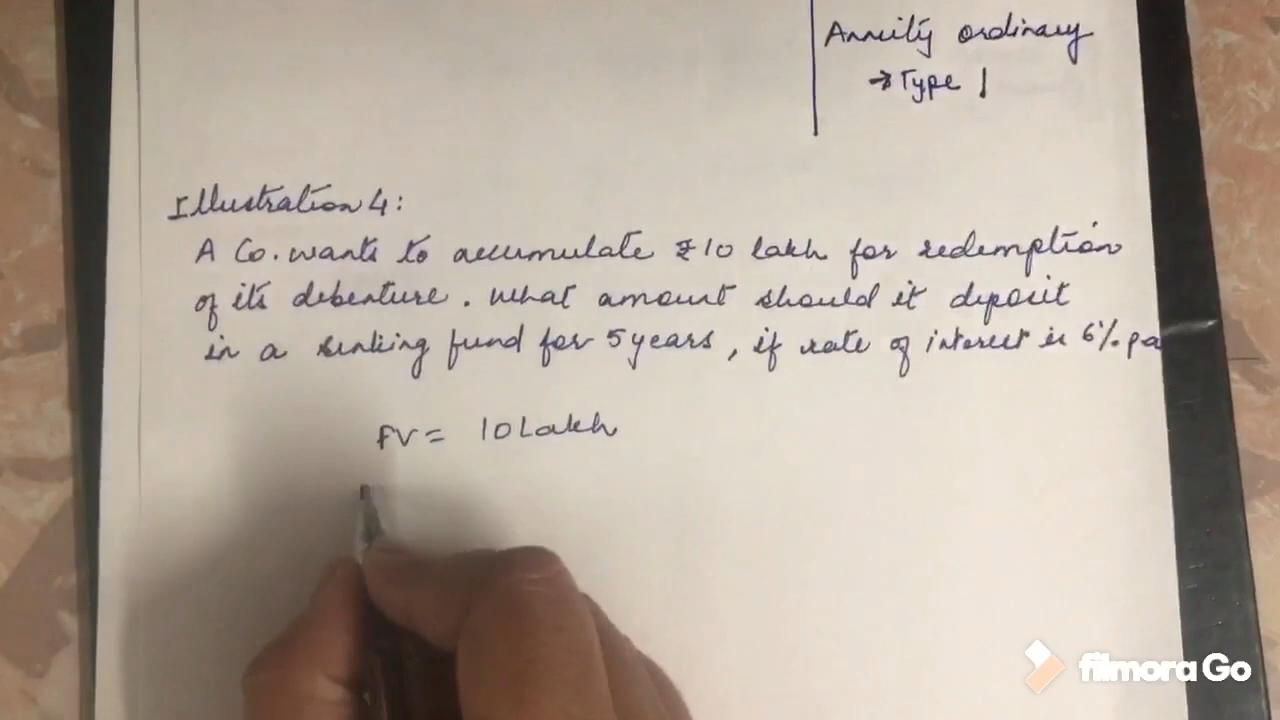 Annuity ordinary
→ Type 1
Illustration 4:
A Co. wants to accumulate ₹10 lakh for redemption
of its debenture. What amount should it deposit
in a sinking fund for 5 years, if rate of interest is 6% pa
FV = 10 Lakh
filmora Go